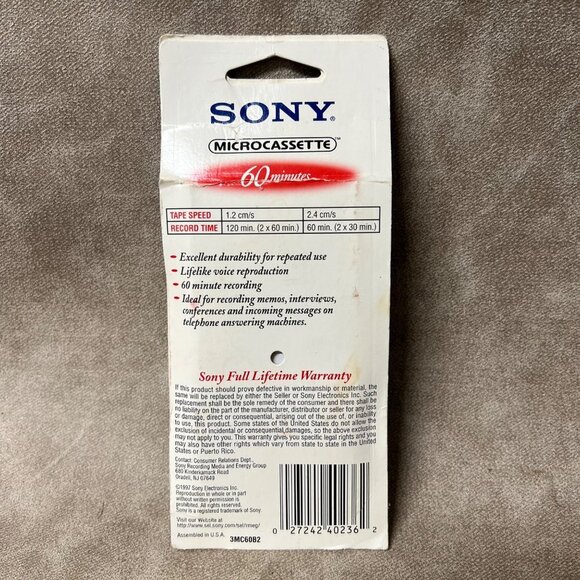 SONY®
MICROCASSETTE™
60 minutes
TAPE SPEED 1.2 cm/s 2.4 cm/s
RECORD TIME 120 min. (2 x 60 min.) 60 min. (2 x 30 min.)
- Excellent durability for repeated use
- Lifelike voice reproduction
- 60 minute recording
- Ideal for recording memos, interviews,
conferences and incoming messages on
telephone answering machines.
Sony Full Lifetime Warranty
If this product should prove defective in workmanship or material, the
same will be replaced by either the Seller or Sony Electronics Inc. Such
replacement shall be the sole remedy of the consumer and there shall be
no liability on the part of the manufacturer, distributor or seller for any loss
or damage, direct or consequential, arising out of the use of, or inability
to use, this product. Some states of the United States do not allow the
exclusion of incidental or consequential damages, so the above exclusion
may not apply to you. This warranty gives you specific legal rights and you
may also have other rights which vary from state to state in the United
States or Puerto Rico.
Contact: Consumer Relations Dept.
Sony Recording Media and Energy Group
680 Kinderkamack Road
Oradell, NJ 07649
©1997 Sony Electronics Inc.
Reproduction in whole or in part
without written permission is
prohibited. All rights reserved.
Sony is a registered trademark of Sony.
Visit our Website at
http://www.sel.sony.com/sel/rmeg/
Assembled in U.S.A. 3MC60B2
0 27242 40236 2